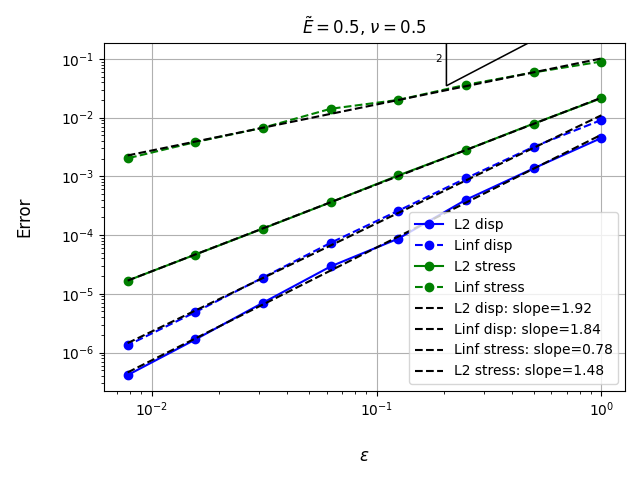 Ẽ = 0.5, ν = 0.5
2
10⁻¹
10⁻²
10⁻³
10⁻⁴
10⁻⁵
10⁻⁶
Error
L2 disp
Linf disp
L2 stress
Linf stress
L2 disp: slope=1.92
Linf disp: slope=1.84
Linf stress: slope=0.78
L2 stress: slope=1.48
10⁻²
10⁻¹
10⁰
ε